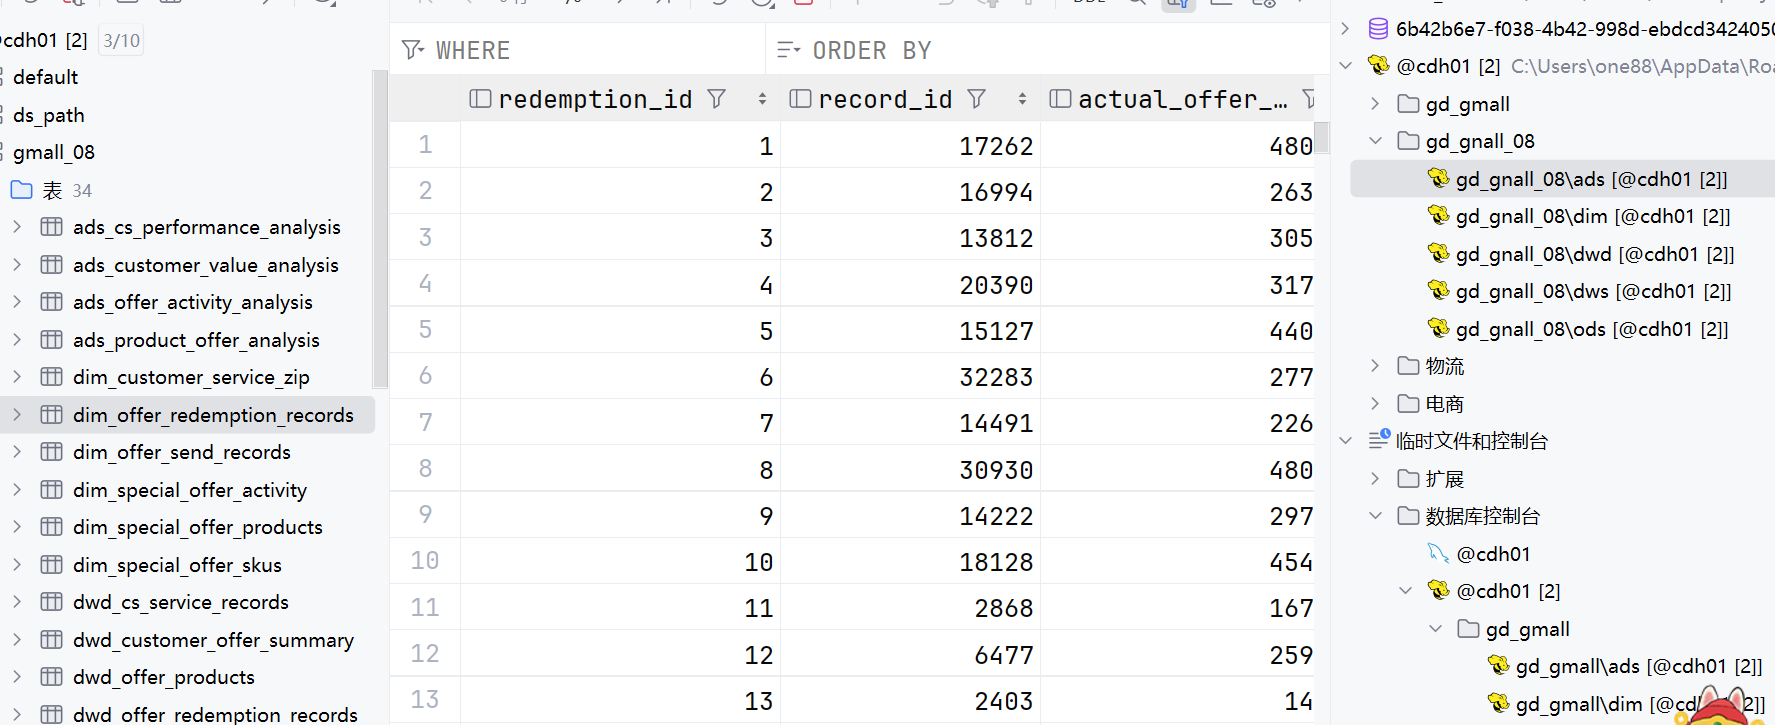 cdh01 [2] 3/10
default
ds_path
gmall_08
表 34
ads_cs_performance_analysis
ads_customer_value_analysis
ads_offer_activity_analysis
ads_product_offer_analysis
dim_customer_service_zip
dim_offer_redemption_records
dim_offer_send_records
dim_special_offer_activity
dim_special_offer_products
dim_special_offer_skus
dwd_cs_service_records
dwd_customer_offer_summary
dwd_offer_products
dwd_offer_redemption_records
WHERE ORDER BY
redemption_id record_id actual_offer_...
1 1 17262 480
2 2 16994 263
3 3 13812 305
4 4 20390 317
5 5 15127 440
6 6 32283 277
7 7 14491 226
8 8 30930 480
9 9 14222 297
10 10 18128 454
11 11 2868 167
12 12 6477 259
13 13 2403 14
6b42b6e7-f038-4b42-998d-ebdcd3424050
@cdh01 [2] C:\Users\one88\AppData\Roa
gd_gmall
gd_gnall_08
gd_gnall_08\ads [@cdh01 [2]]
gd_gnall_08\dim [@cdh01 [2]]
gd_gnall_08\dwd [@cdh01 [2]]
gd_gnall_08\dws [@cdh01 [2]]
gd_gnall_08\ods [@cdh01 [2]]
物流
电商
临时文件和控制台
扩展
数据库控制台
@cdh01
@cdh01 [2]
gd_gmall
gd_gmall\ads [@cdh01 [2]]
gd_gmall\dim [@cd